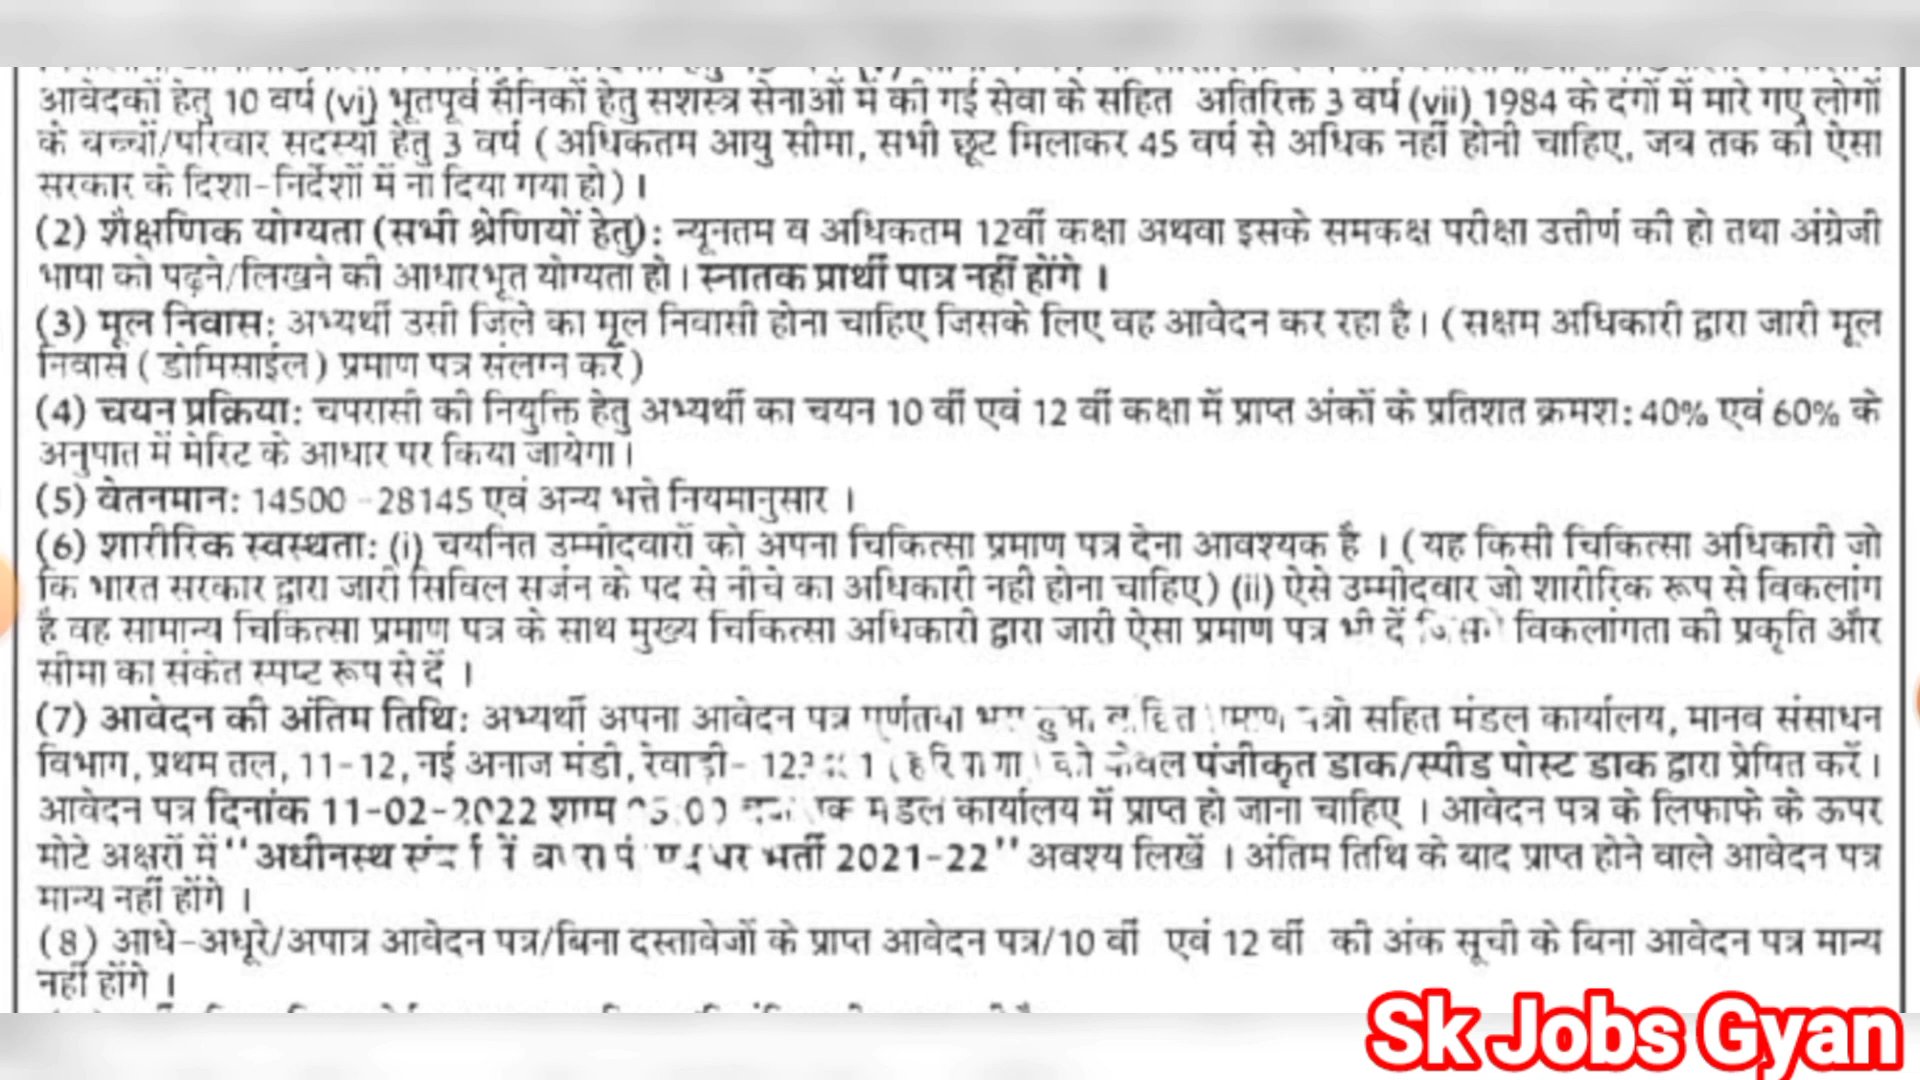 आवेदकों हेतु 10 वर्ष (vi) भूतपूर्व सैनिकों हेतु सशस्त्र सेनाओं में की गई सेवा के सहित अतिरिक्त 3 वर्ष (vii) 1984 के दंगों में मारे गए लोगों
के बच्चों/परिवार सदस्यों हेतु 3 वर्ष (अधिकतम आयु सीमा, सभी छूट मिलाकर 45 वर्ष से अधिक नहीं होनी चाहिए, जब तक की ऐसा
सरकार के दिशा-निर्देशों में ना दिया गया हो)।
(2) शैक्षणिक योग्यता (सभी श्रेणियों हेतु): न्यूनतम व अधिकतम 12वीं कक्षा अथवा इसके समकक्ष परीक्षा उत्तीर्ण की हो तथा अंग्रेजी
भाषा को पढ़ने/लिखने की आधारभूत योग्यता हो। स्नातक प्रार्थी पात्र नहीं होंगे ।
(3) मूल निवास: अभ्यर्थी उसी जिले का मूल निवासी होना चाहिए जिसके लिए वह आवेदन कर रहा है। (सक्षम अधिकारी द्वारा जारी मूल
निवास (डोमिसाईल) प्रमाण पत्र संलग्न करें)
(4) चयन प्रक्रिया: चपरासी की नियुक्ति हेतु अभ्यर्थी का चयन 10 वीं एवं 12 वीं कक्षा में प्राप्त अंकों के प्रतिशत क्रमश: 40% एवं 60% के
अनुपात में मेरिट के आधार पर किया जायेगा।
(5) वेतनमान: 14500 -28145 एवं अन्य भत्ते नियमानुसार ।
(6) शारीरिक स्वस्थता: (i) चयनित उम्मीदवारों को अपना चिकित्सा प्रमाण पत्र देना आवश्यक है । (यह किसी चिकित्सा अधिकारी जो
कि भारत सरकार द्वारा जारी सिविल सर्जन के पद से नीचे का अधिकारी नही होना चाहिए) (ii) ऐसे उम्मीदवार जो शारीरिक रूप से विकलांग
है वह सामान्य चिकित्सा प्रमाण पत्र के साथ मुख्य चिकित्सा अधिकारी द्वारा जारी ऐसा प्रमाण पत्र भी दें विकलांगता की प्रकृति और
सीमा का संकेत स्पष्ट रूप से दें ।
(7) आवेदन की अंतिम तिथि: अभ्यर्थी अपना आवेदन पत्र सहित मंडल कार्यालय, मानव संसाधन
विभाग, प्रथम तल, 11-12, नई अनाज मंडी, रेवाड़ी- केवल पंजीकृत डाक/स्पीड पोस्ट डाक द्वारा प्रेषित करें।
आवेदन पत्र दिनांक 11-02-2022 शाम मंडल कार्यालय में प्राप्त हो जाना चाहिए । आवेदन पत्र के लिफाफे के ऊपर
मोटे अक्षरों में "अधीनस्थ पर भर्ती 2021-22" अवश्य लिखें । अंतिम तिथि के बाद प्राप्त होने वाले आवेदन पत्र
मान्य नहीं होंगे ।
(8) आधे-अधूरे/अपात्र आवेदन पत्र/बिना दस्तावेजों के प्राप्त आवेदन पत्र/10 वीं एवं 12 वीं की अंक सूची के बिना आवेदन पत्र मान्य
नहीं होंगे ।
Sk Jobs Gyan